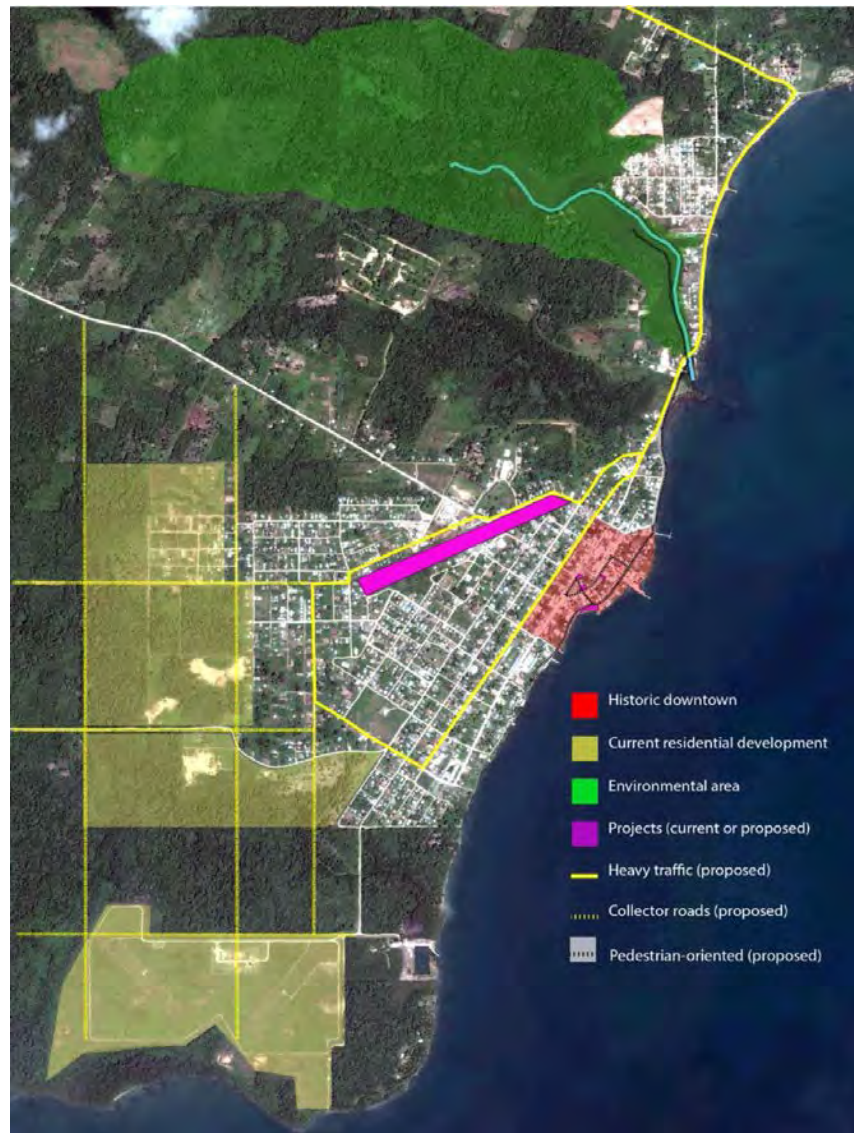 Historic downtown
Current residential development
Environmental area
Projects (current or proposed)
Heavy traffic (proposed)
Collector roads (proposed)
Pedestrian-oriented (proposed)